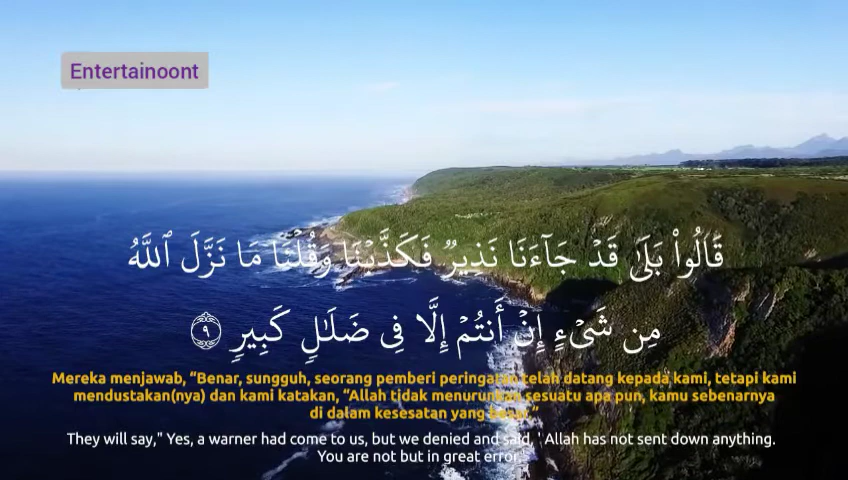 Entertainoont
قَالُوا۟ بَلَىٰ قَدْ جَآءَنَا نَذِيرٌ فَكَذَّبْنَا وَقُلْنَا مَا نَزَّلَ ٱللَّهُ
مِن شَىْءٍ إِنْ أَنتُمْ إِلَّا فِى ضَلَـٰلٍ كَبِيرٍ ٩
Mereka menjawab, “Benar, sungguh, seorang pemberi peringatan telah datang kepada kami, tetapi kami
mendustakan(nya) dan kami katakan, “Allah tidak menurunkan sesuatu apa pun, kamu sebenarnya
di dalam kesesatan yang besar.”
They will say," Yes, a warner had come to us, but we denied and said, ' Allah has not sent down anything.
You are not but in great error.'"